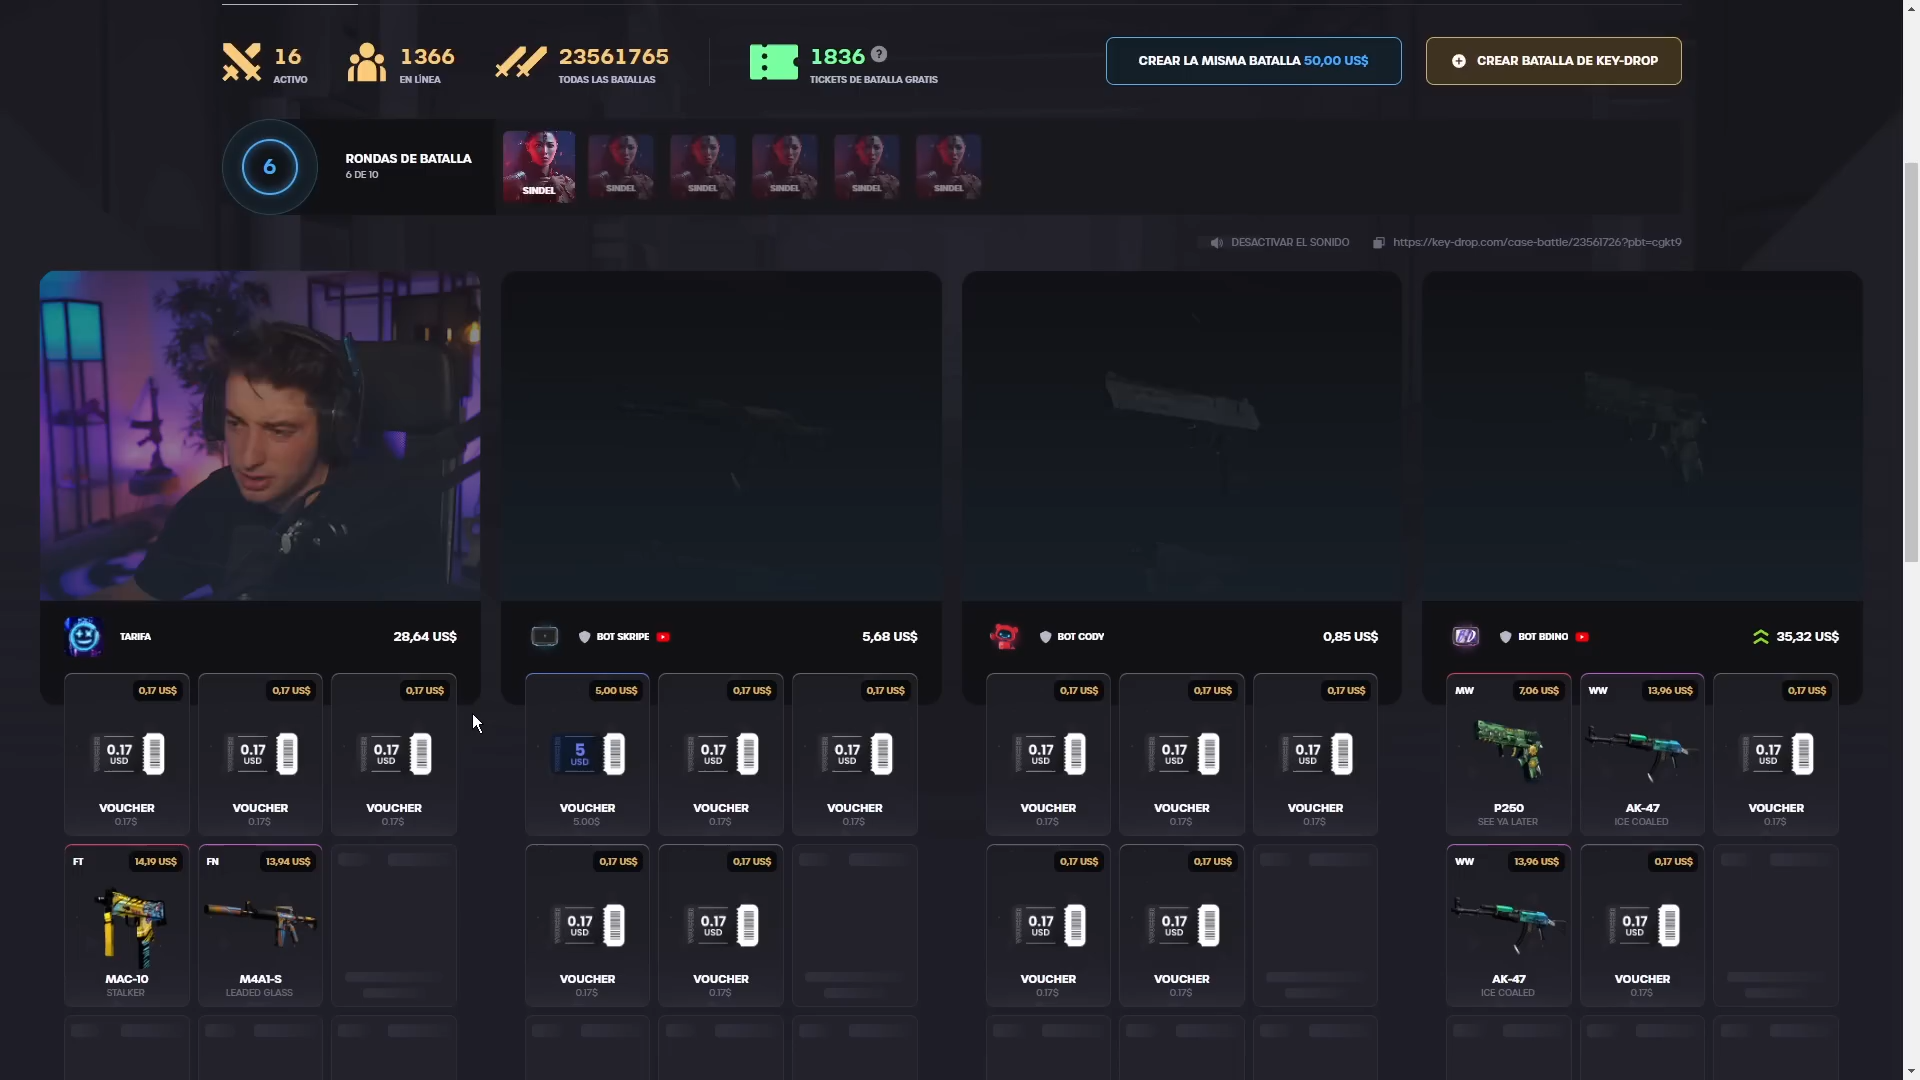 16
ACTIVO
1366
EN LÍNEA
23561765
TODAS LAS BATALLAS
1836 ?
TICKETS DE BATALLA GRATIS
CREAR LA MISMA BATALLA 50,00 US$
CREAR BATALLA DE KEY-DROP
6
RONDAS DE BATALLA
6 DE 10
SINDEL
SINDEL
SINDEL
SINDEL
SINDEL
SINDEL
DESACTIVAR EL SONIDO
https://key-drop.com/case-battle/23561726?pbt=cgkt9
TARIFA
28,64 US$
BOT SKRIPE
5,68 US$
BOT CODY
0,85 US$
BOT BDINO
35,32 US$
0,17 US$
0.17
USD
VOUCHER
0.17$
0,17 US$
0.17
USD
VOUCHER
0.17$
0,17 US$
0.17
USD
VOUCHER
0.17$
5,00 US$
5
USD
VOUCHER
5.00$
0,17 US$
0.17
USD
VOUCHER
0.17$
0,17 US$
0.17
USD
VOUCHER
0.17$
0,17 US$
0.17
USD
VOUCHER
0.17$
0,17 US$
0.17
USD
VOUCHER
0.17$
0,17 US$
0.17
USD
VOUCHER
0.17$
MW
7,06 US$
P250
SEE YA LATER
WW
13,96 US$
AK-47
ICE COALED
0,17 US$
0.17
USD
VOUCHER
0.17$
FT
14,19 US$
MAC-10
STALKER
FN
13,94 US$
M4A1-S
LEADED GLASS
0,17 US$
0.17
USD
VOUCHER
0.17$
0,17 US$
0.17
USD
VOUCHER
0.17$
0,17 US$
0.17
USD
VOUCHER
0.17$
0,17 US$
0.17
USD
VOUCHER
0.17$
WW
13,96 US$
AK-47
ICE COALED
0,17 US$
0.17
USD
VOUCHER
0.17$